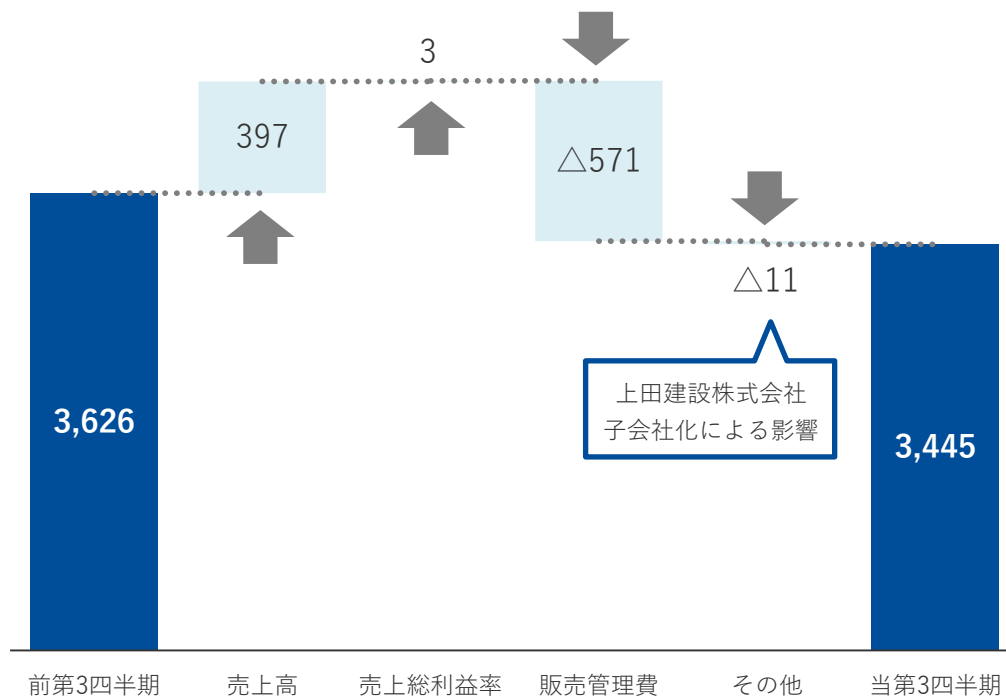 3
397
△571
△11
上田建設株式会社
子会社化による影響
3,626
3,445
前第3四半期
売上高
売上総利益率
販売管理費
その他
当第3四半期